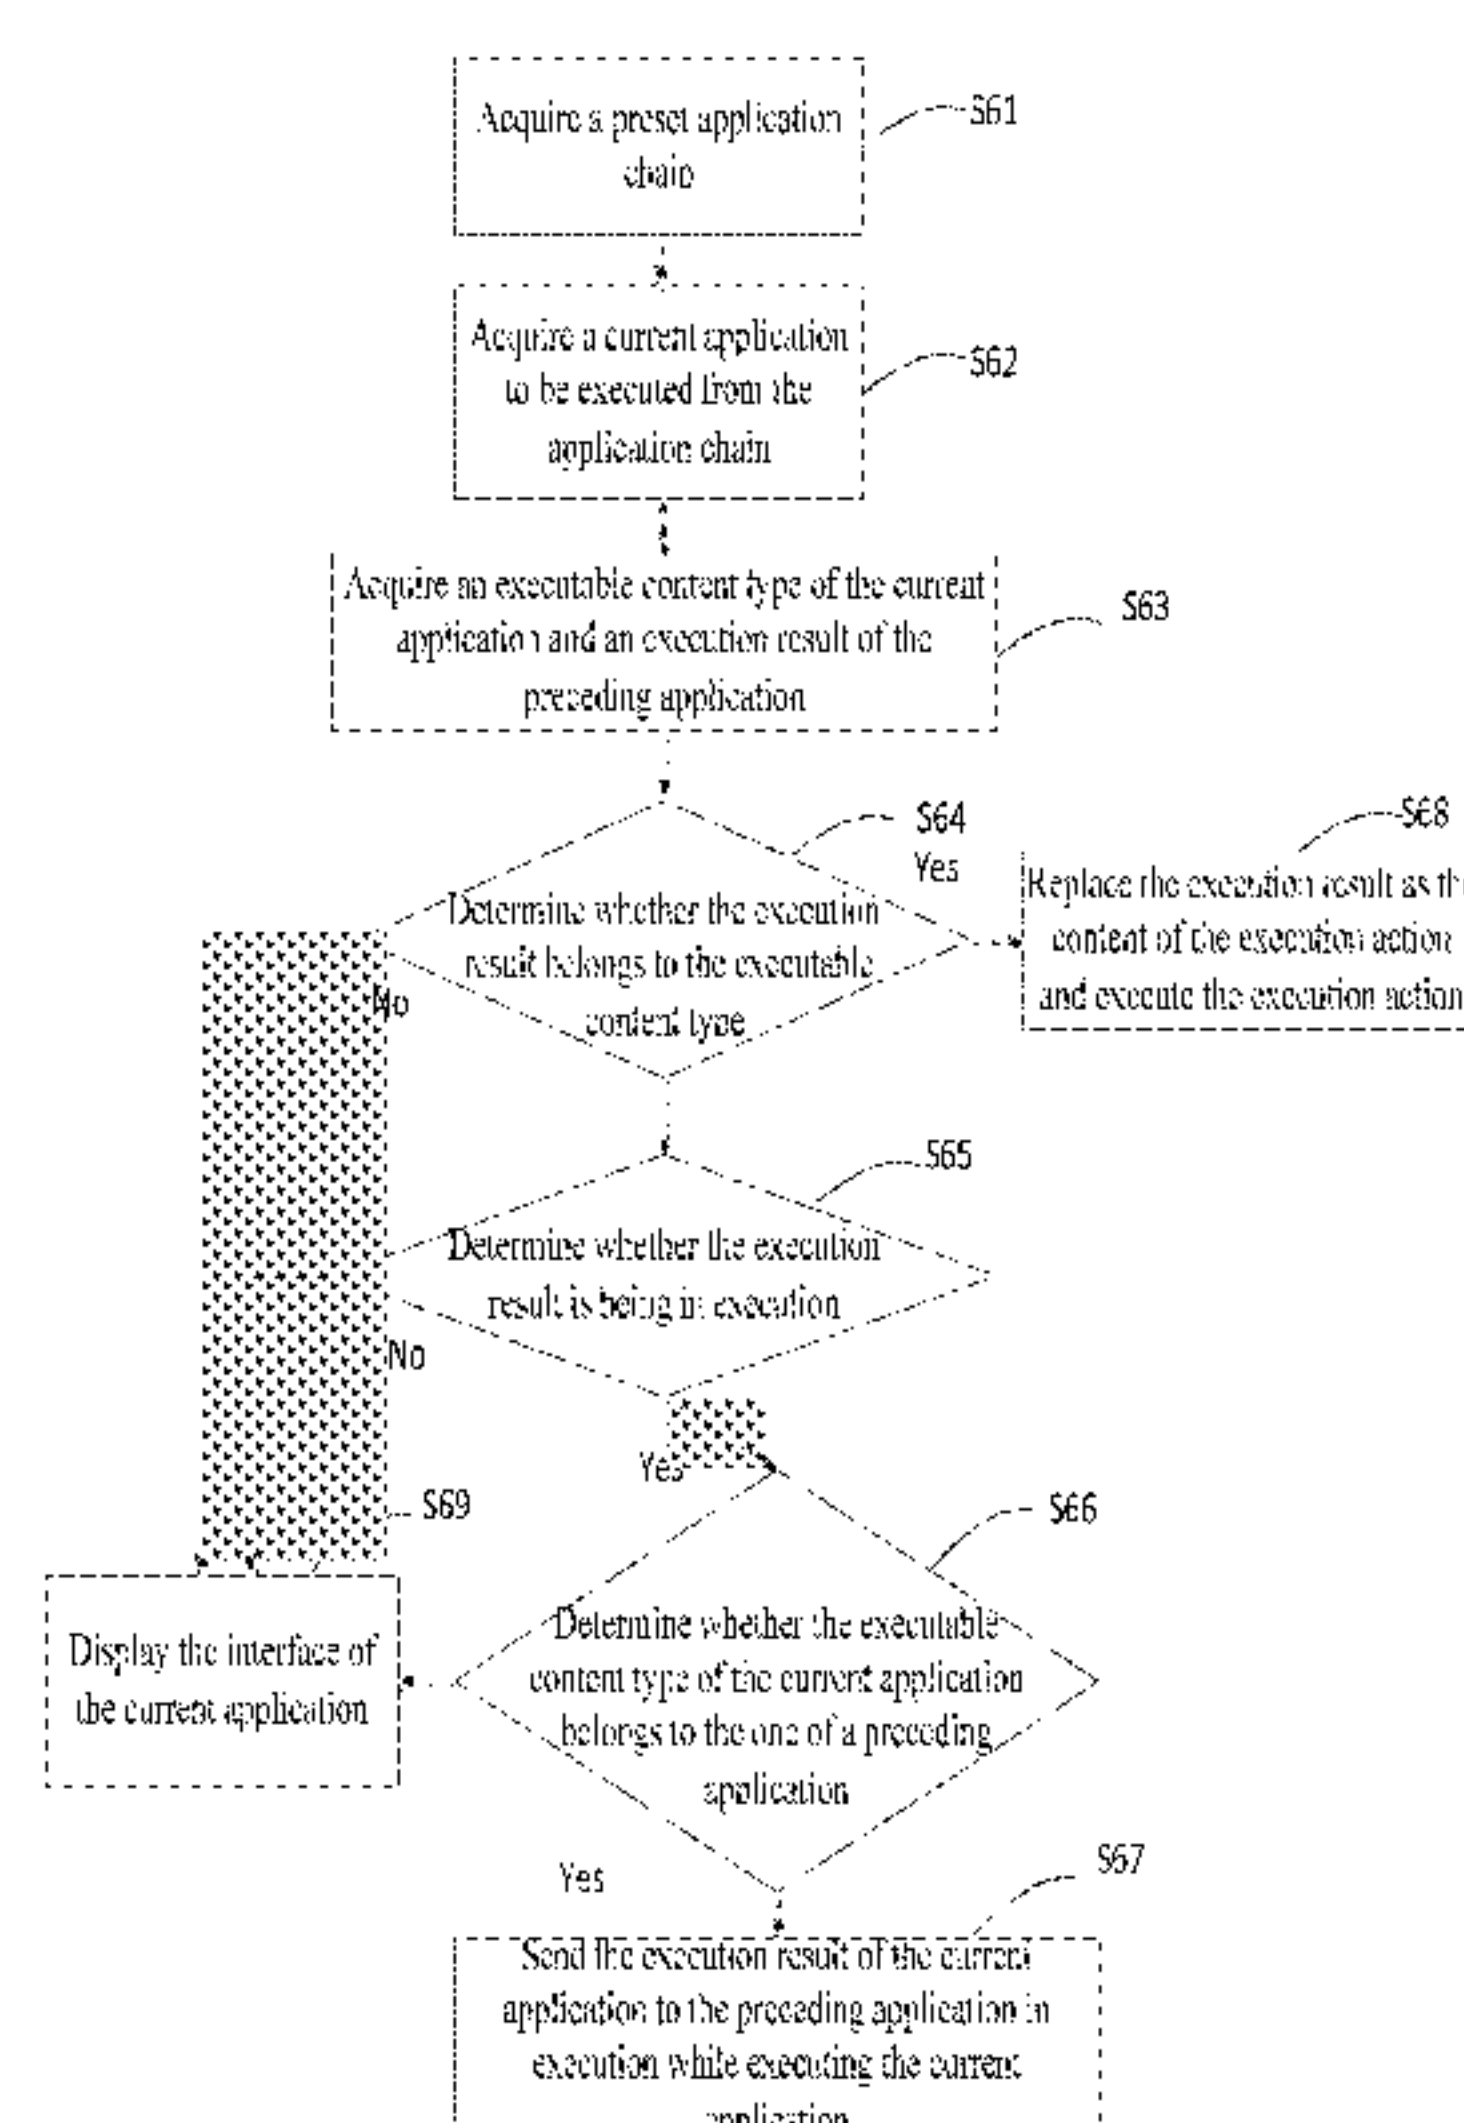 Acquire a preset application
chain
S61
Acquire a current application
to be executed from the
application chain
S62
Acquire an executable content type of the current
application and an execution result of the
preceding application
S63
S64
Yes
Determine whether the execution
result belongs to the executable
content type
No
S68
Replace the execution result as the
content of the execution action
and execute the execution action
S65
Determine whether the execution
result is being in execution
No
Yes
S69
Display the interface of
the current application
S66
Determine whether the executable
content type of the current application
belongs to the one of a preceding
application
Yes
S67
Send the execution result of the current
application to the preceding application in
execution while executing the current
application